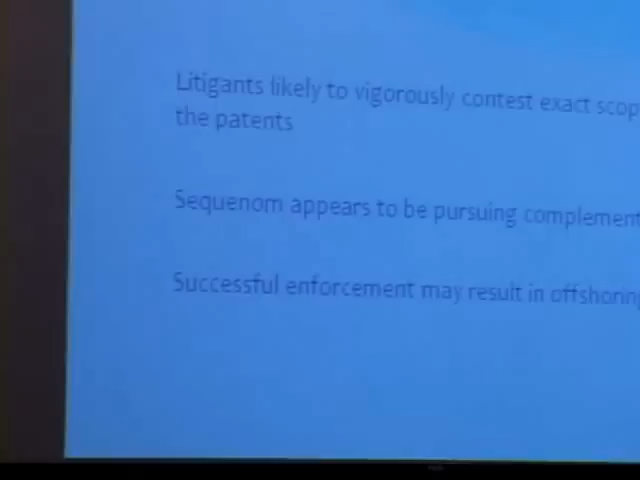 Litigants likely to vigorously contest exact scop
the patents
Sequenom appears to be pursuing complement
Successful enforcement may result in offshoring